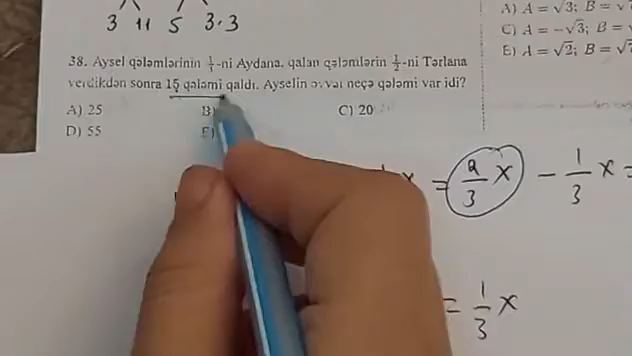 3 11 5 3·3
A) A = √3; B = √
C) A = −√3; B =
E) A = √2; B = √
38. Aysel qələmlərinin -ni Aydana, qalan qələmlərin 1/2-ni Tərlana
verdikdən sonra 15 qələmi qaldı. Ayselin əvvəl neçə qələmi var idi?
A) 25 B) C) 20
D) 55 E)
x = 2/3 x − 1/3 x =
= 1/3 x